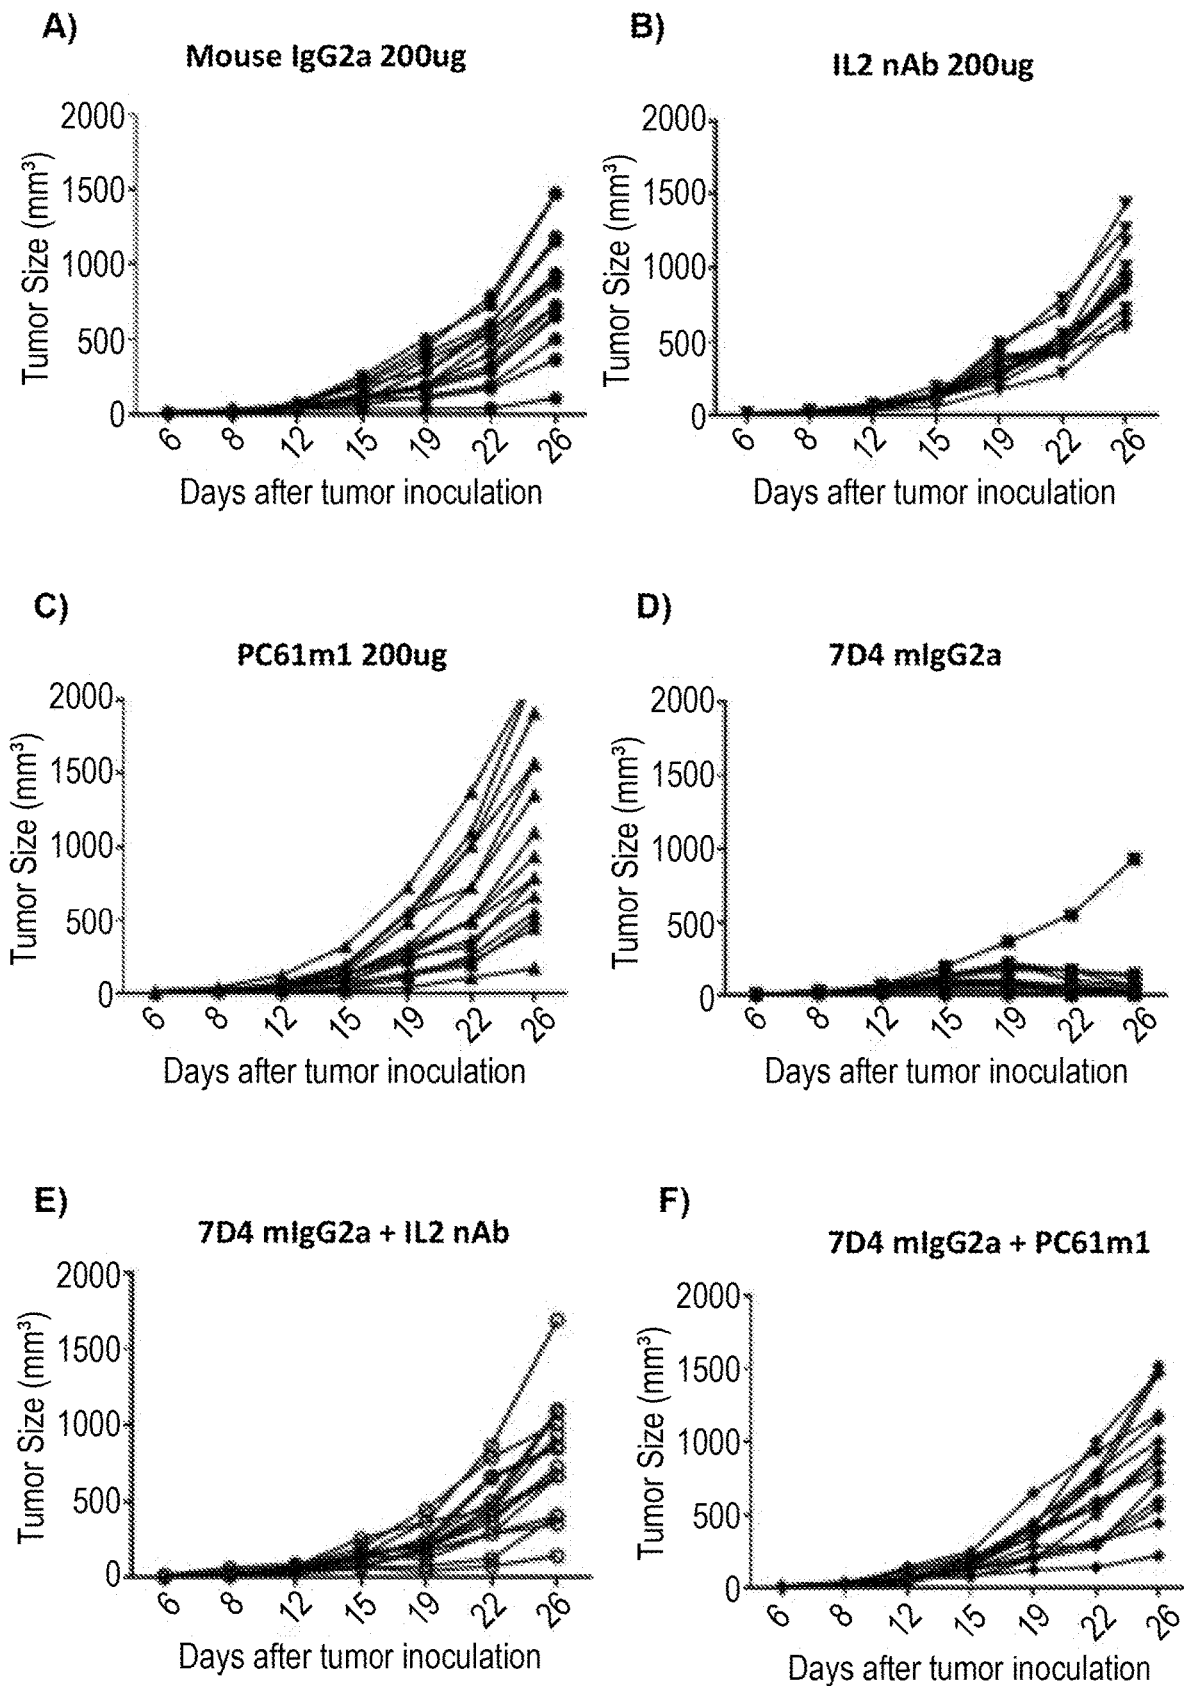 A)
Mouse IgG2a 200ug
2000
1500
1000
500
0
Tumor Size (mm³)
6 8 12 15 19 22 26
Days after tumor inoculation
B)
IL2 nAb 200ug
2000
1500
1000
500
0
Tumor Size (mm³)
6 8 12 15 19 22 26
Days after tumor inoculation
C)
PC61m1 200ug
2000
1500
1000
500
0
Tumor Size (mm³)
6 8 12 15 19 22 26
Days after tumor inoculation
D)
7D4 mIgG2a
2000
1500
1000
500
0
Tumor Size (mm³)
6 8 12 15 19 22 26
Days after tumor inoculation
E)
7D4 mIgG2a + IL2 nAb
2000
1500
1000
500
0
Tumor Size (mm³)
6 8 12 15 19 22 26
Days after tumor inoculation
F)
7D4 mIgG2a + PC61m1
2000
1500
1000
500
0
Tumor Size (mm³)
6 8 12 15 19 22 26
Days after tumor inoculation